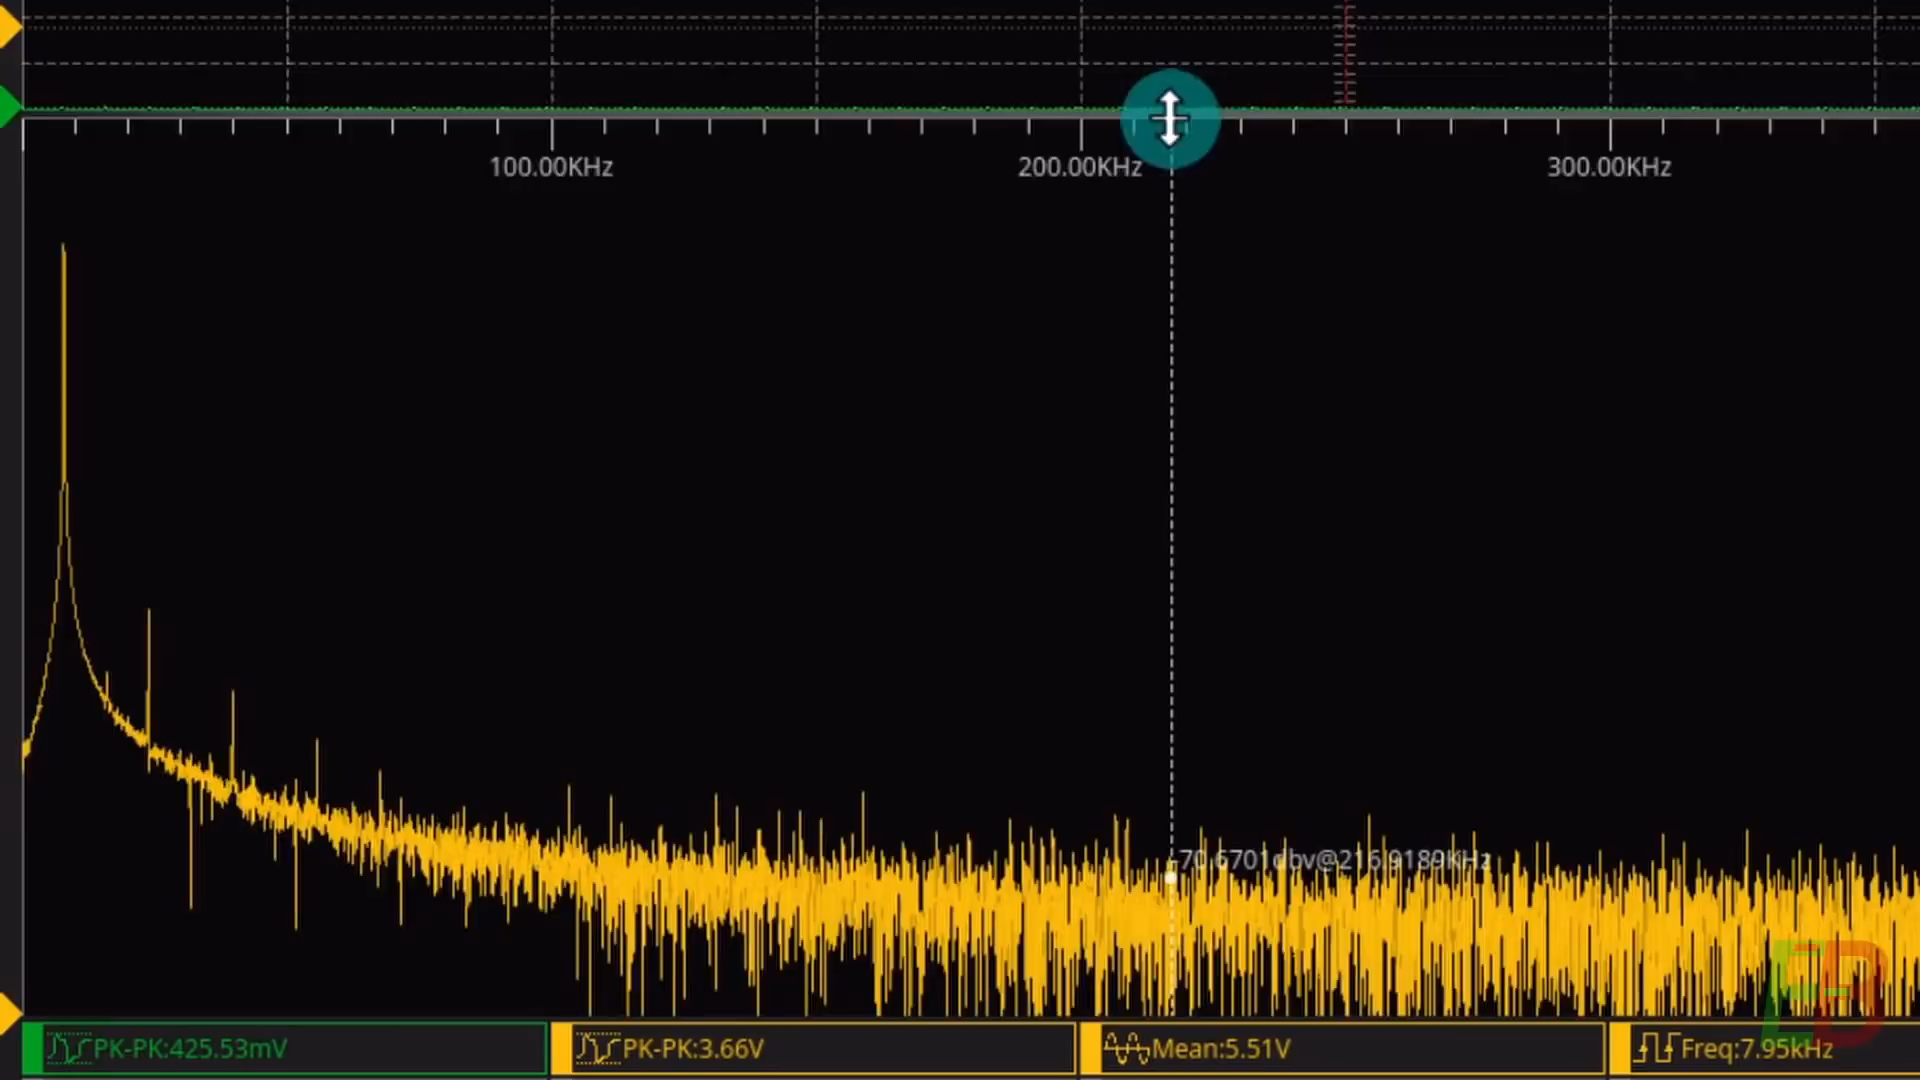 100.00KHz 200.00KHz 300.00KHz
-70.6701dbv@216.9189KHz
PK-PK:425.53mV PK-PK:3.66V Mean:5.51V Freq:7.95kHz
EB